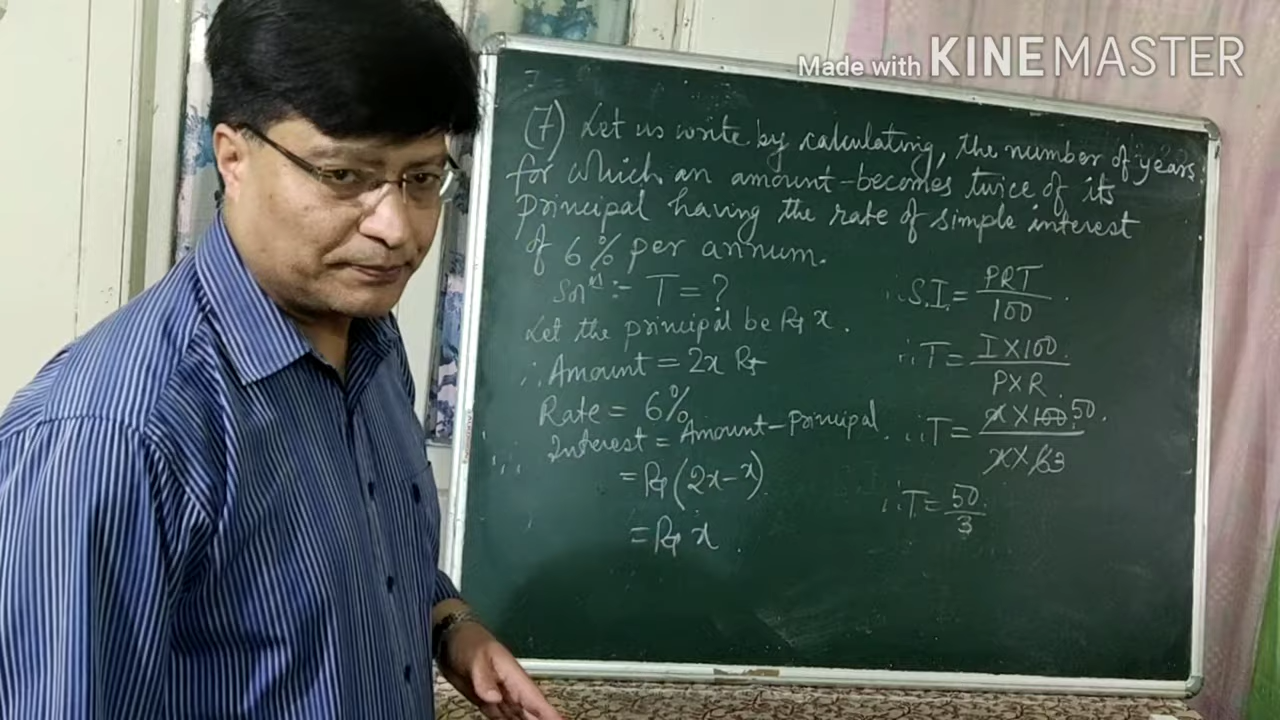 Made with KINEMASTER
(7) Let us write by calculating, the number of years
for which an amount becomes twice of its
principal having the rate of simple interest
of 6% per annum.
Solⁿ :- T = ?
Let the principal be Rs x.
∴ Amount = 2x Rs
Rate = 6%
∴ Interest = Amount - Principal.
= Rs (2x - x)
= Rs x.
∴ S.I. = PRT / 100.
∴ T = I X 100 / P X R.
∴ T = x X 100 50 / x X 6 3
∴ T = 50 / 3